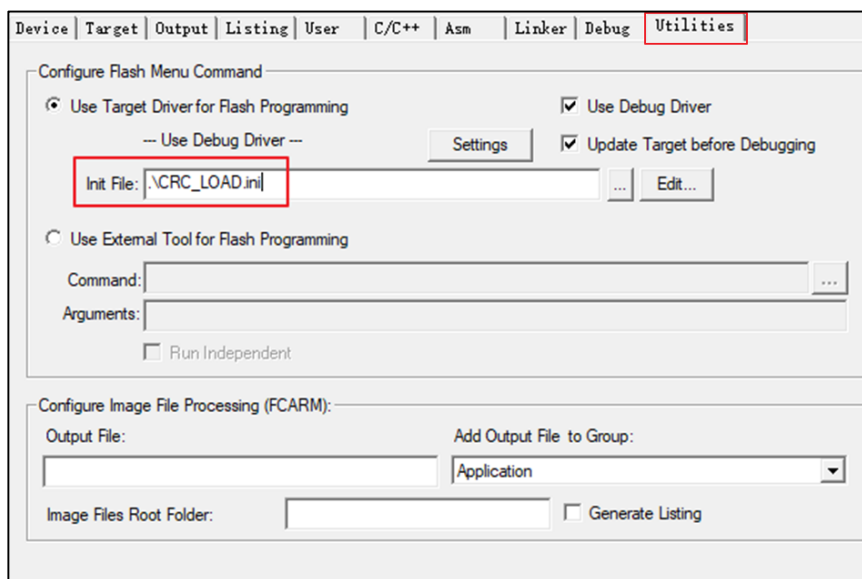 Device Target Output Listing User C/C++ Asm Linker Debug Utilities
Configure Flash Menu Command
Use Target Driver for Flash Programming Use Debug Driver
--- Use Debug Driver --- Settings Update Target before Debugging
Init File: .\CRC_LOAD.ini ... Edit...
Use External Tool for Flash Programming
Command: ...
Arguments:
Run Independent
Configure Image File Processing (FCARM):
Output File: Add Output File to Group:
Application
Image Files Root Folder: Generate Listing